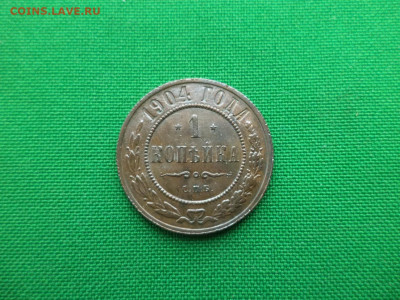 COINS.LAVE.RU
1904 ГОДА
* 1 *
КОПѢЙКА
С.П.Б.